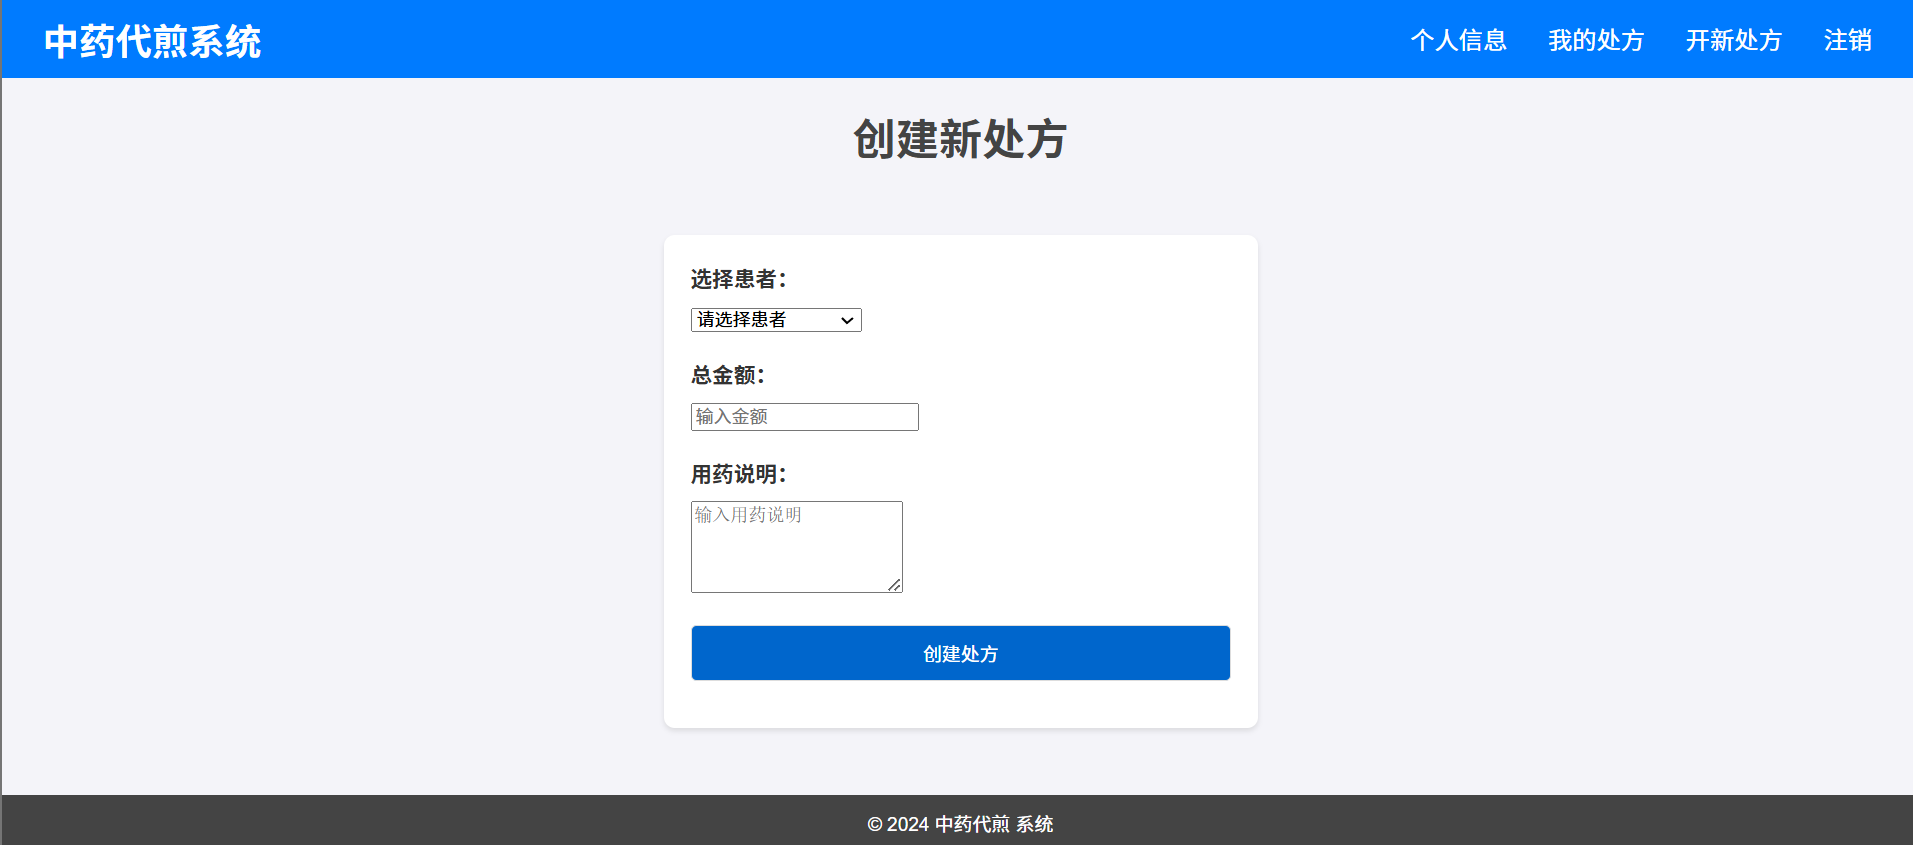 中药代煎系统
个人信息 我的处方 开新处方 注销
创建新处方
选择患者：
请选择患者
总金额：
输入金额
用药说明：
输入用药说明
创建处方
© 2024 中药代煎 系统